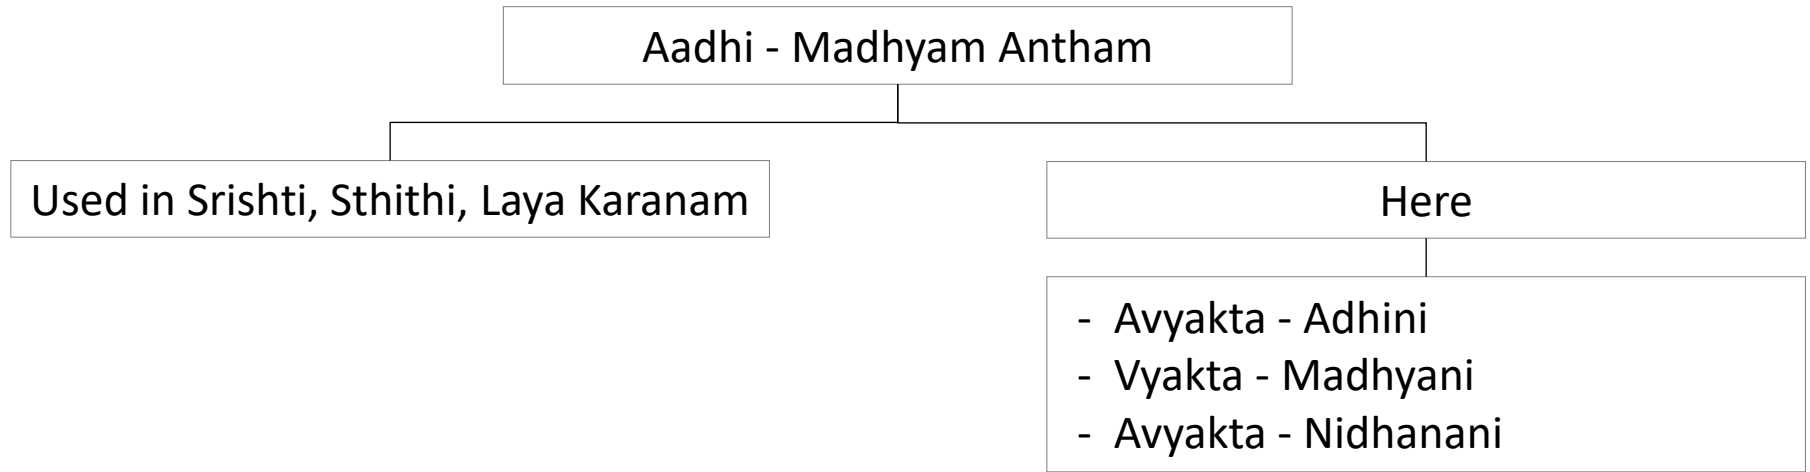 Aadhi - Madhyam Antham
Used in Srishti, Sthithi, Laya Karanam
Here
- Avyakta - Adhini
- Vyakta - Madhyani
- Avyakta - Nidhanani